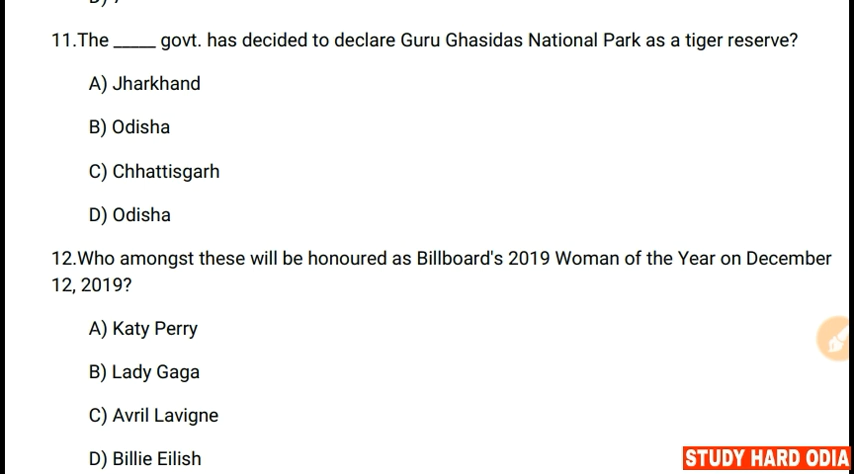 11.The _____ govt. has decided to declare Guru Ghasidas National Park as a tiger reserve?
A) Jharkhand
B) Odisha
C) Chhattisgarh
D) Odisha
12.Who amongst these will be honoured as Billboard's 2019 Woman of the Year on December
12, 2019?
A) Katy Perry
B) Lady Gaga
C) Avril Lavigne
D) Billie Eilish
STUDY HARD ODIA